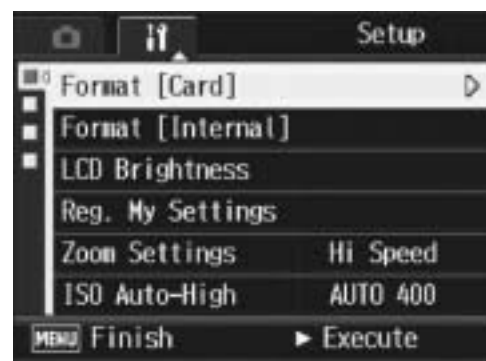 Setup
Format [Card]
Format [Internal]
LCD Brightness
Reg. My Settings
Zoom Settings Hi Speed
ISO Auto-High AUTO 400
MENU Finish ► Execute